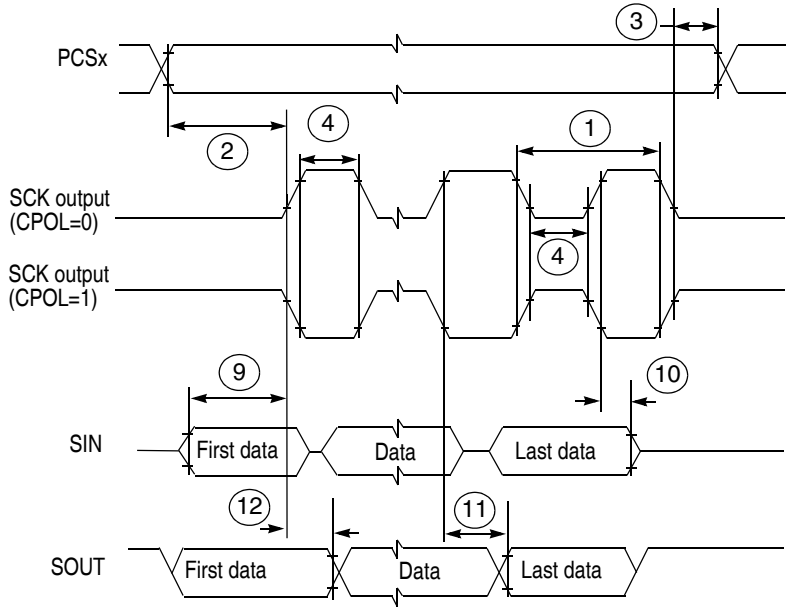 3
PCSx
2
4
1
SCK output
(CPOL=0)
4
SCK output
(CPOL=1)
9
10
SIN
First data
Data
Last data
12
11
SOUT
First data
Data
Last data